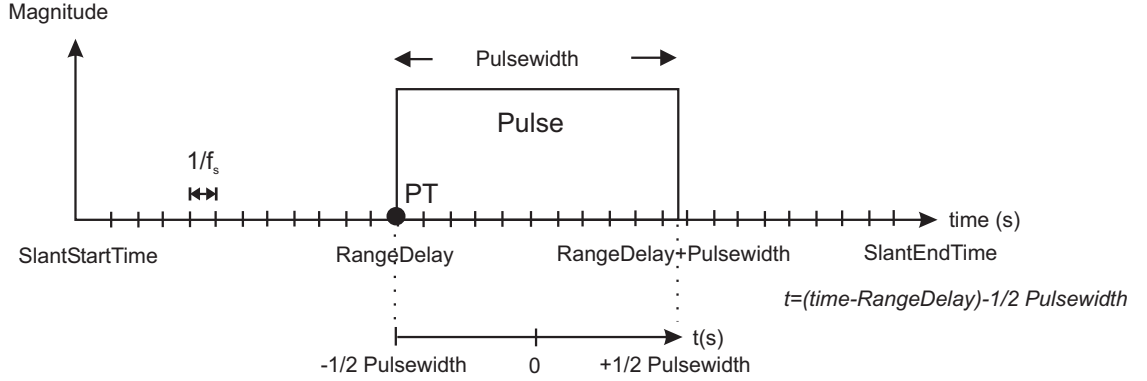 Magnitude
Pulsewidth
Pulse
1/fs
PT
time (s)
SlantStartTime
RangeDelay
RangeDelay+Pulsewidth
SlantEndTime
t=(time-RangeDelay)-1/2 Pulsewidth
t(s)
-1/2 Pulsewidth
0
+1/2 Pulsewidth